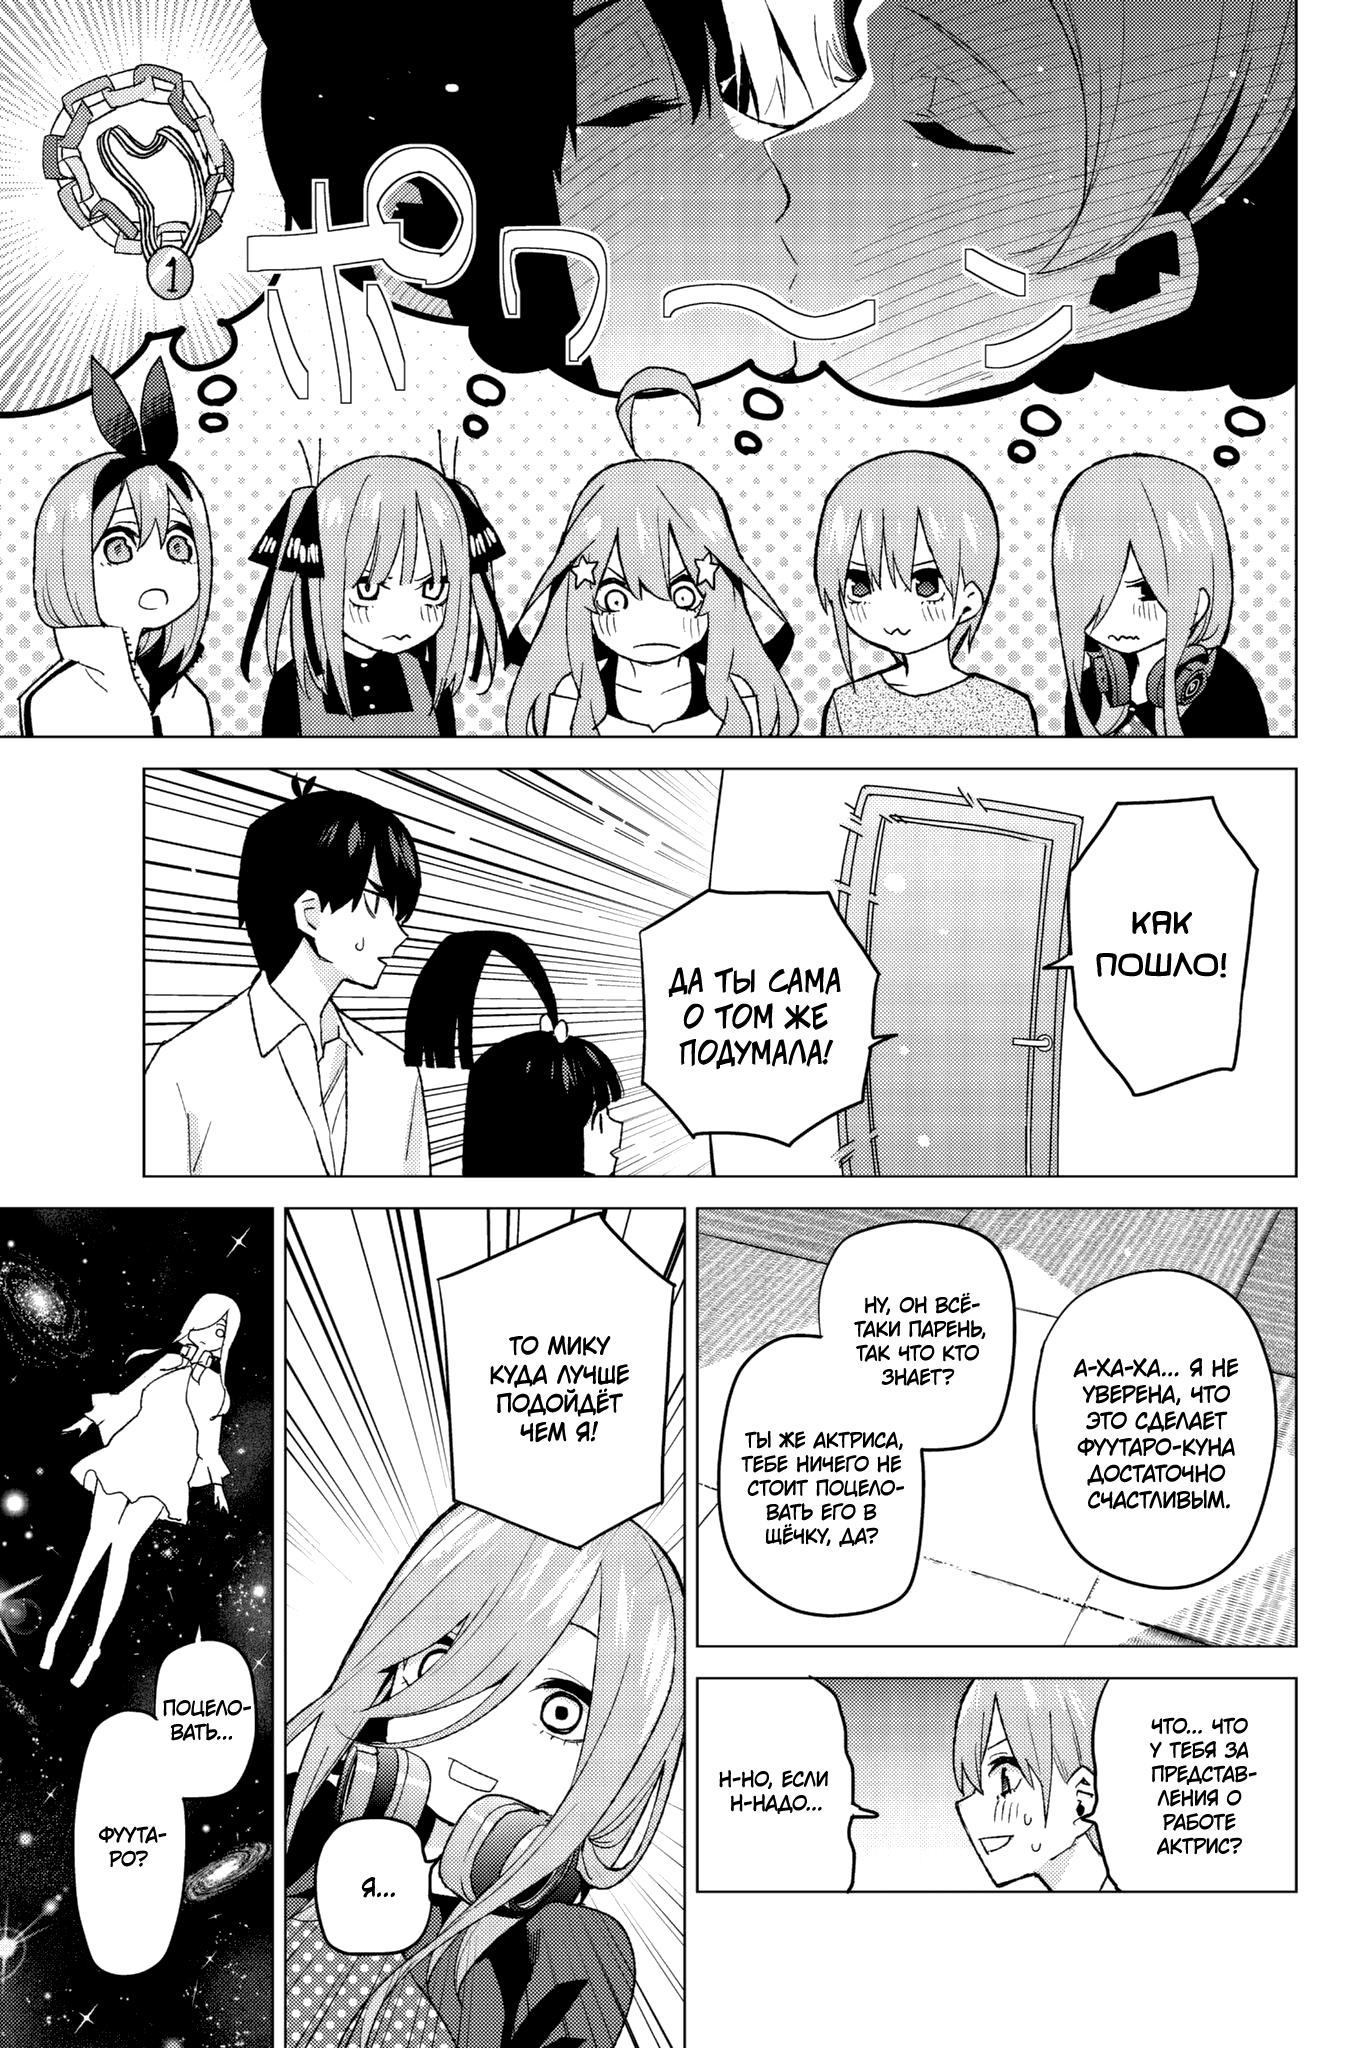 ポワ〜ン
1
КАК
ПОШЛО!
ДА ТЫ САМА
О ТОМ ЖЕ
ПОДУМАЛА!
А-ХА-ХА... Я НЕ
УВЕРЕНА, ЧТО
ЭТО СДЕЛАЕТ
ФУУТАРО-КУНА
ДОСТАТОЧНО
СЧАСТЛИВЫМ.
НУ, ОН ВСЁ-
ТАКИ ПАРЕНЬ,
ТАК ЧТО КТО
ЗНАЕТ?
ТЫ ЖЕ АКТРИСА,
ТЕБЕ НИЧЕГО НЕ
СТОИТ ПОЦЕЛО-
ВАТЬ ЕГО В
ЩЁЧКУ, ДА?
ЧТО... ЧТО
У ТЕБЯ ЗА
ПРЕДСТАВ-
ЛЕНИЯ О
РАБОТЕ
АКТРИС?
Н-НО, ЕСЛИ
Н-НАДО...
ТО МИКУ
КУДА ЛУЧШЕ
ПОДОЙДЁТ
ЧЕМ Я!
Я...
ПОЦЕЛО-
ВАТЬ...
ФУУТА-
РО?